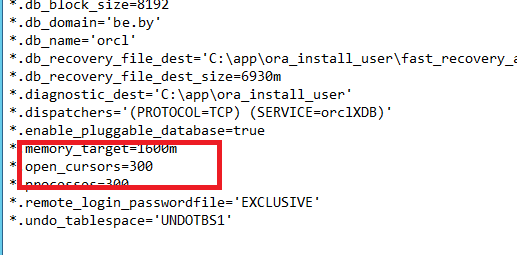 *.db_block_size=8192
*.db_domain='be.by'
*.db_name='orcl'
*.db_recovery_file_dest='C:\app\ora_install_user\fast_recovery_a
*.db_recovery_file_dest_size=6930m
*.diagnostic_dest='C:\app\ora_install_user'
*.dispatchers='(PROTOCOL=TCP) (SERVICE=orclXDB)'
*.enable_pluggable_database=true
*.memory_target=1600m
*.open_cursors=300
*.processes=300
*.remote_login_passwordfile='EXCLUSIVE'
*.undo_tablespace='UNDOTBS1'